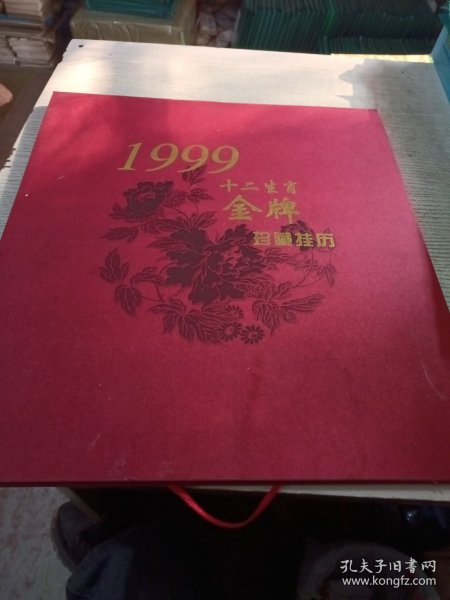 1999
十二生肖
金牌
珍藏挂历
孔夫子旧书网
www.kongfz.com